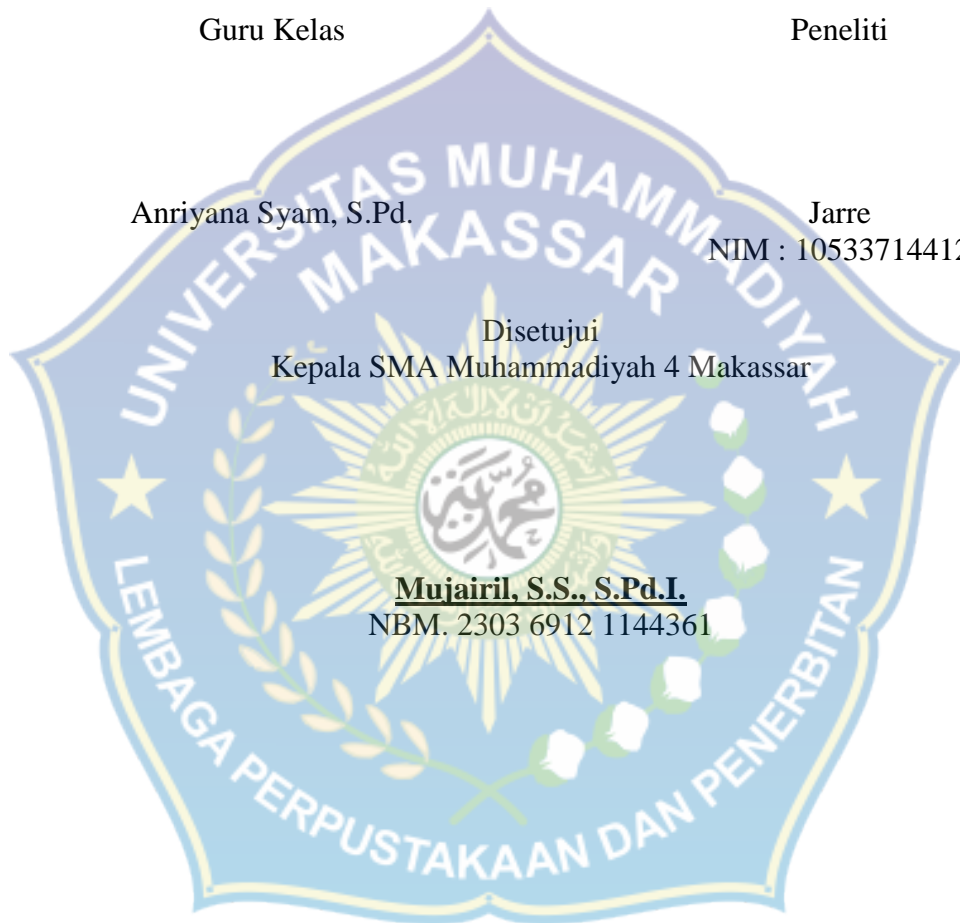 Guru Kelas
Peneliti
Anriyana Syam, S.Pd.
Jarre
NIM : 10533714412
Disetujui
Kepala SMA Muhammadiyah 4 Makassar
Mujairil, S.S., S.Pd.I.
NBM. 2303 6912 1144361
UNIVERSITAS MUHAMMADIYAH
MAKASSAR
LEMBAGA PERPUSTAKAAN DAN PENERBITAN